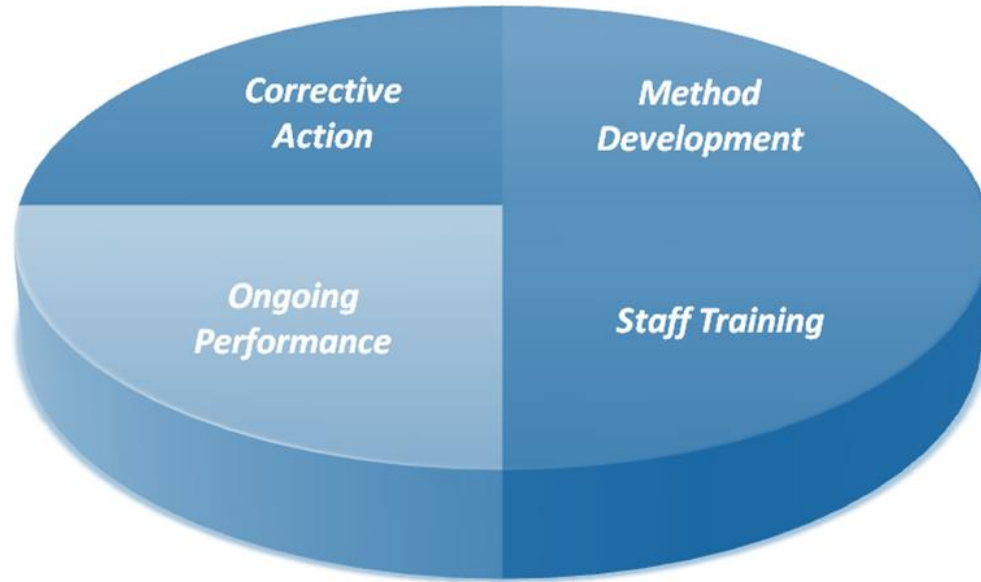 Corrective
Action
Method
Development
Ongoing
Performance
Staff Training